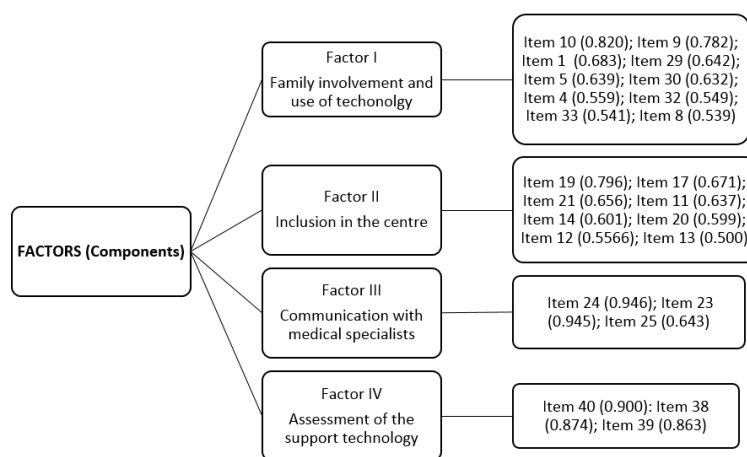 Factor I
Family involvement and
use of techonolgy
Item 10 (0.820); Item 9 (0.782);
Item 1 (0.683); Item 29 (0.642);
Item 5 (0.639); Item 30 (0.632);
Item 4 (0.559); Item 32 (0.549);
Item 33 (0.541); Item 8 (0.539)
Factor II
Inclusion in the centre
Item 19 (0.796); Item 17 (0.671);
Item 21 (0.656); Item 11 (0.637);
Item 14 (0.601); Item 20 (0.599);
Item 12 (0.5566); Item 13 (0.500)
FACTORS (Components)
Factor III
Communication with
medical specialists
Item 24 (0.946); Item 23
(0.945); Item 25 (0.643)
Factor IV
Assessment of the
support technology
Item 40 (0.900): Item 38
(0.874); Item 39 (0.863)